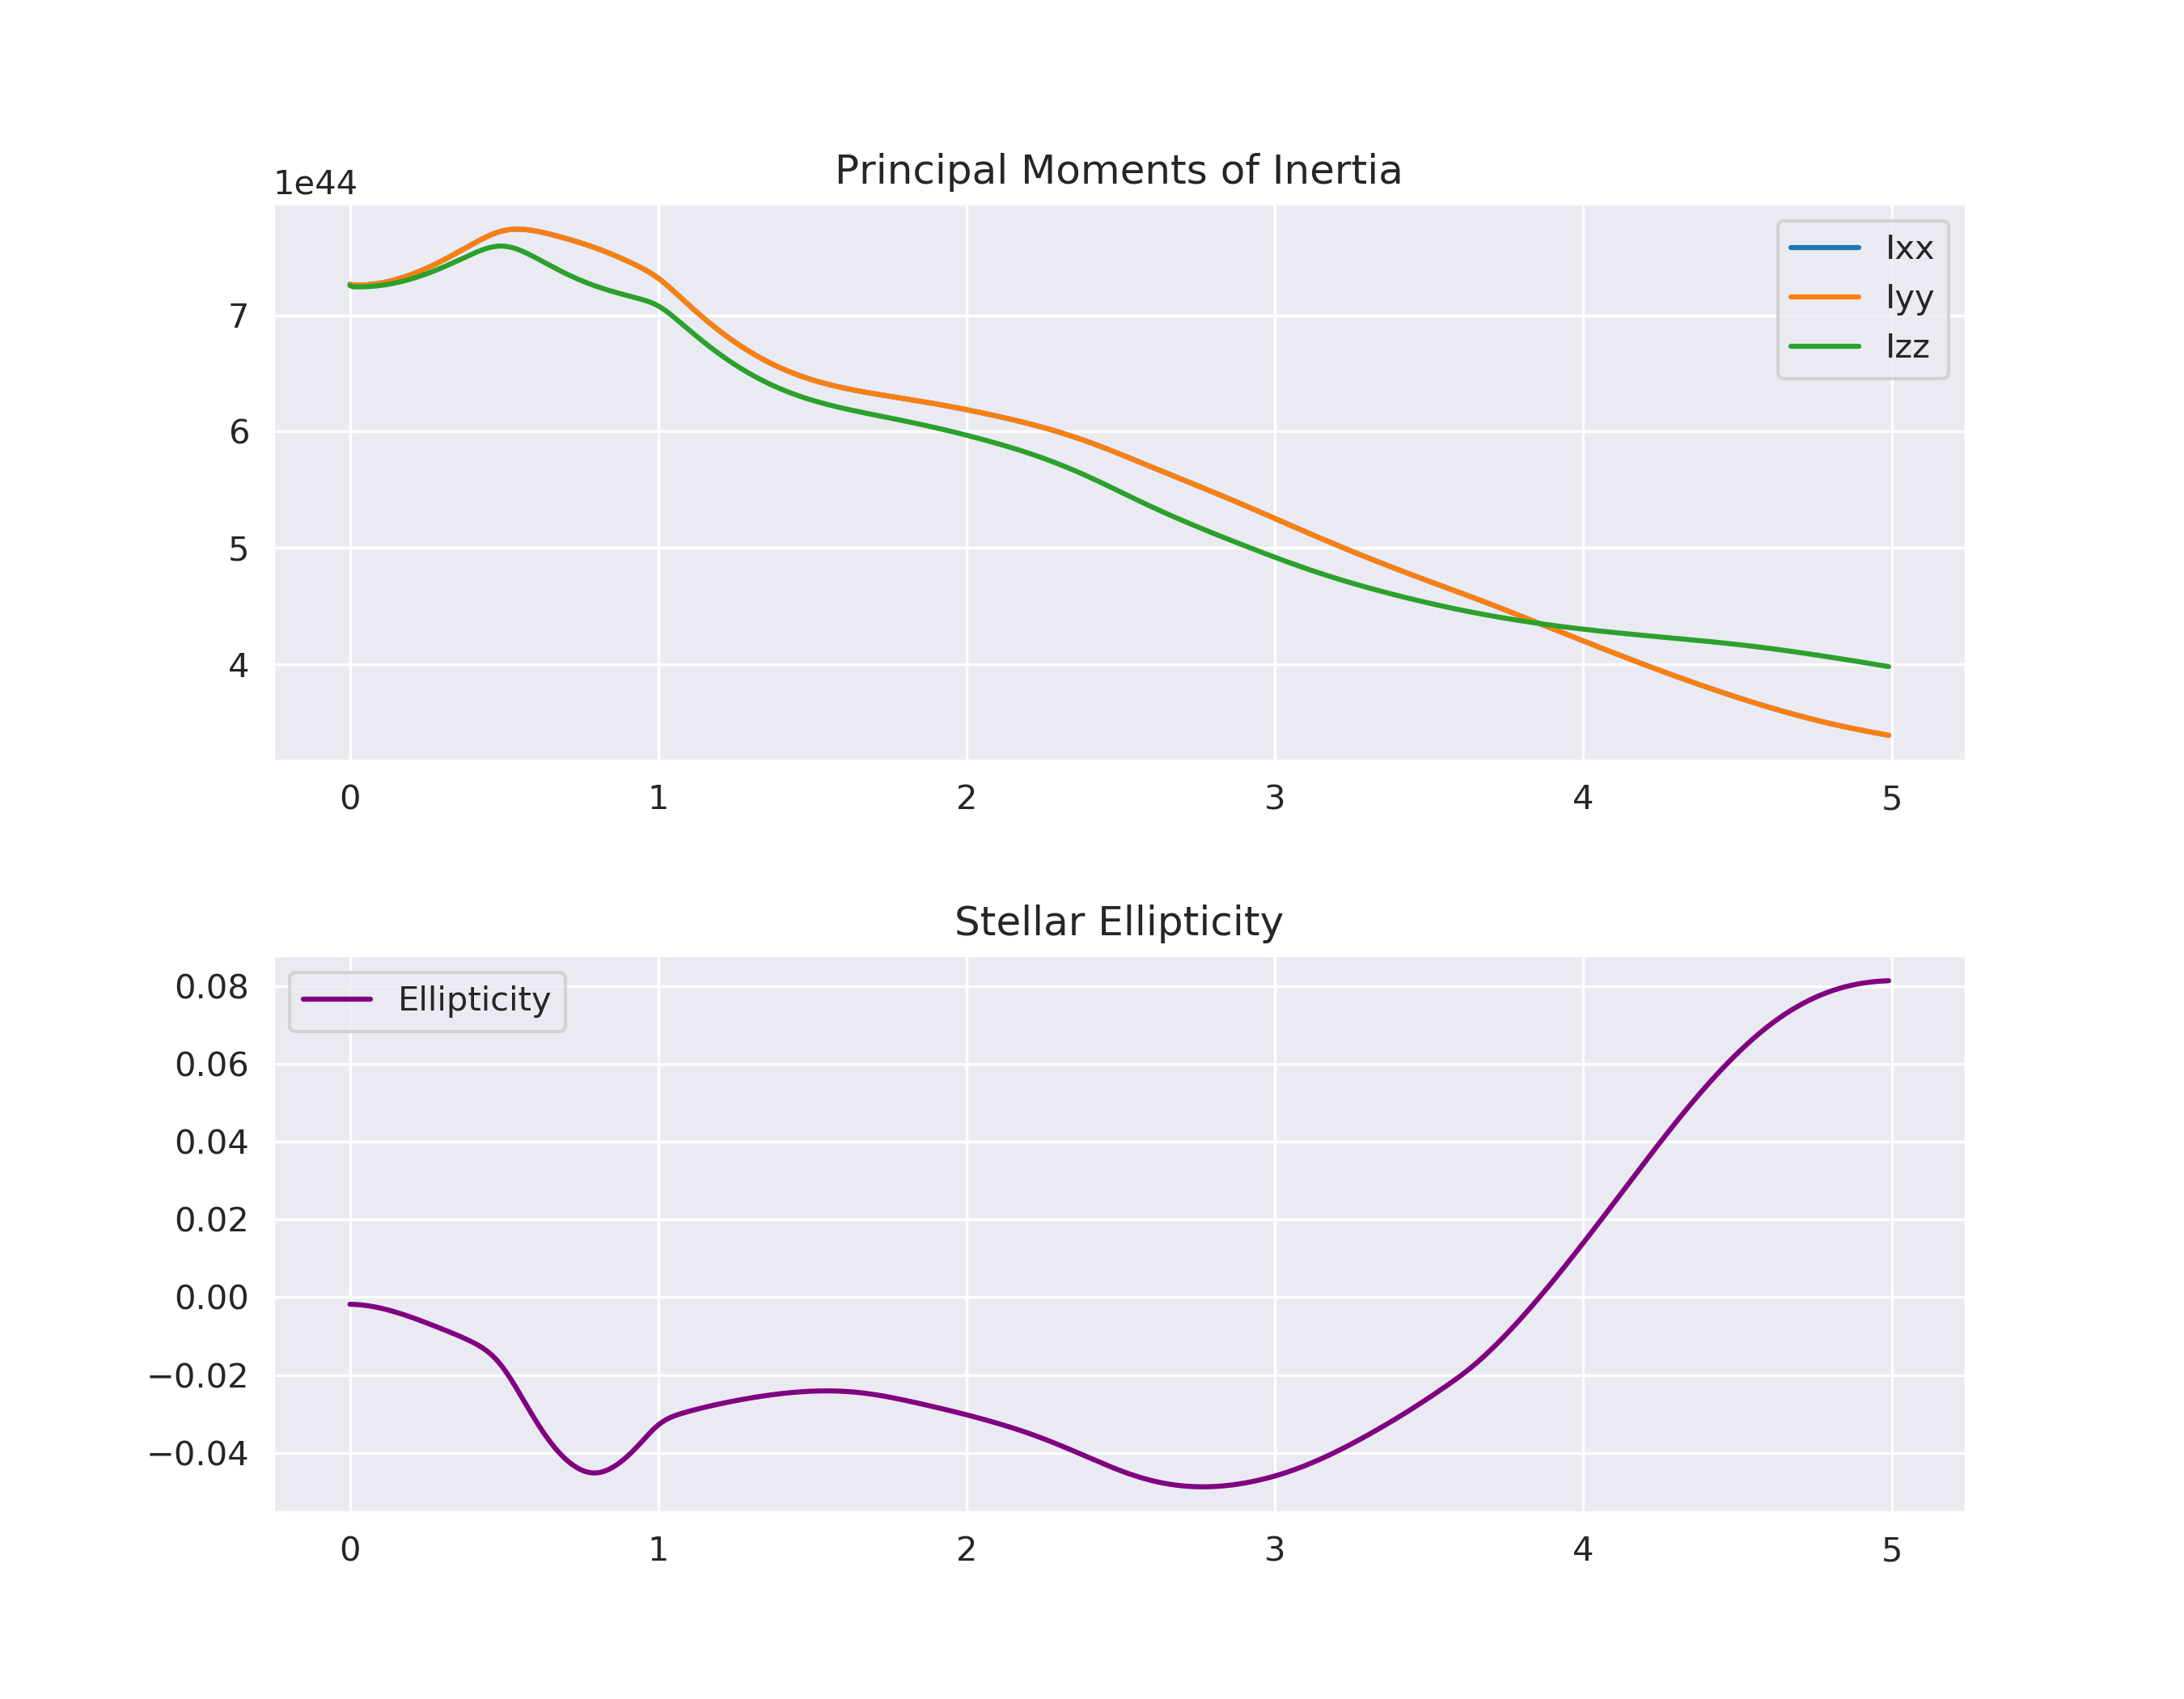 Principal Moments of Inertia
1e44
Ixx
Iyy
Izz
7
6
5
4
0 1 2 3 4 5
Stellar Ellipticity
Ellipticity
0.08
0.06
0.04
0.02
0.00
−0.02
−0.04
0 1 2 3 4 5